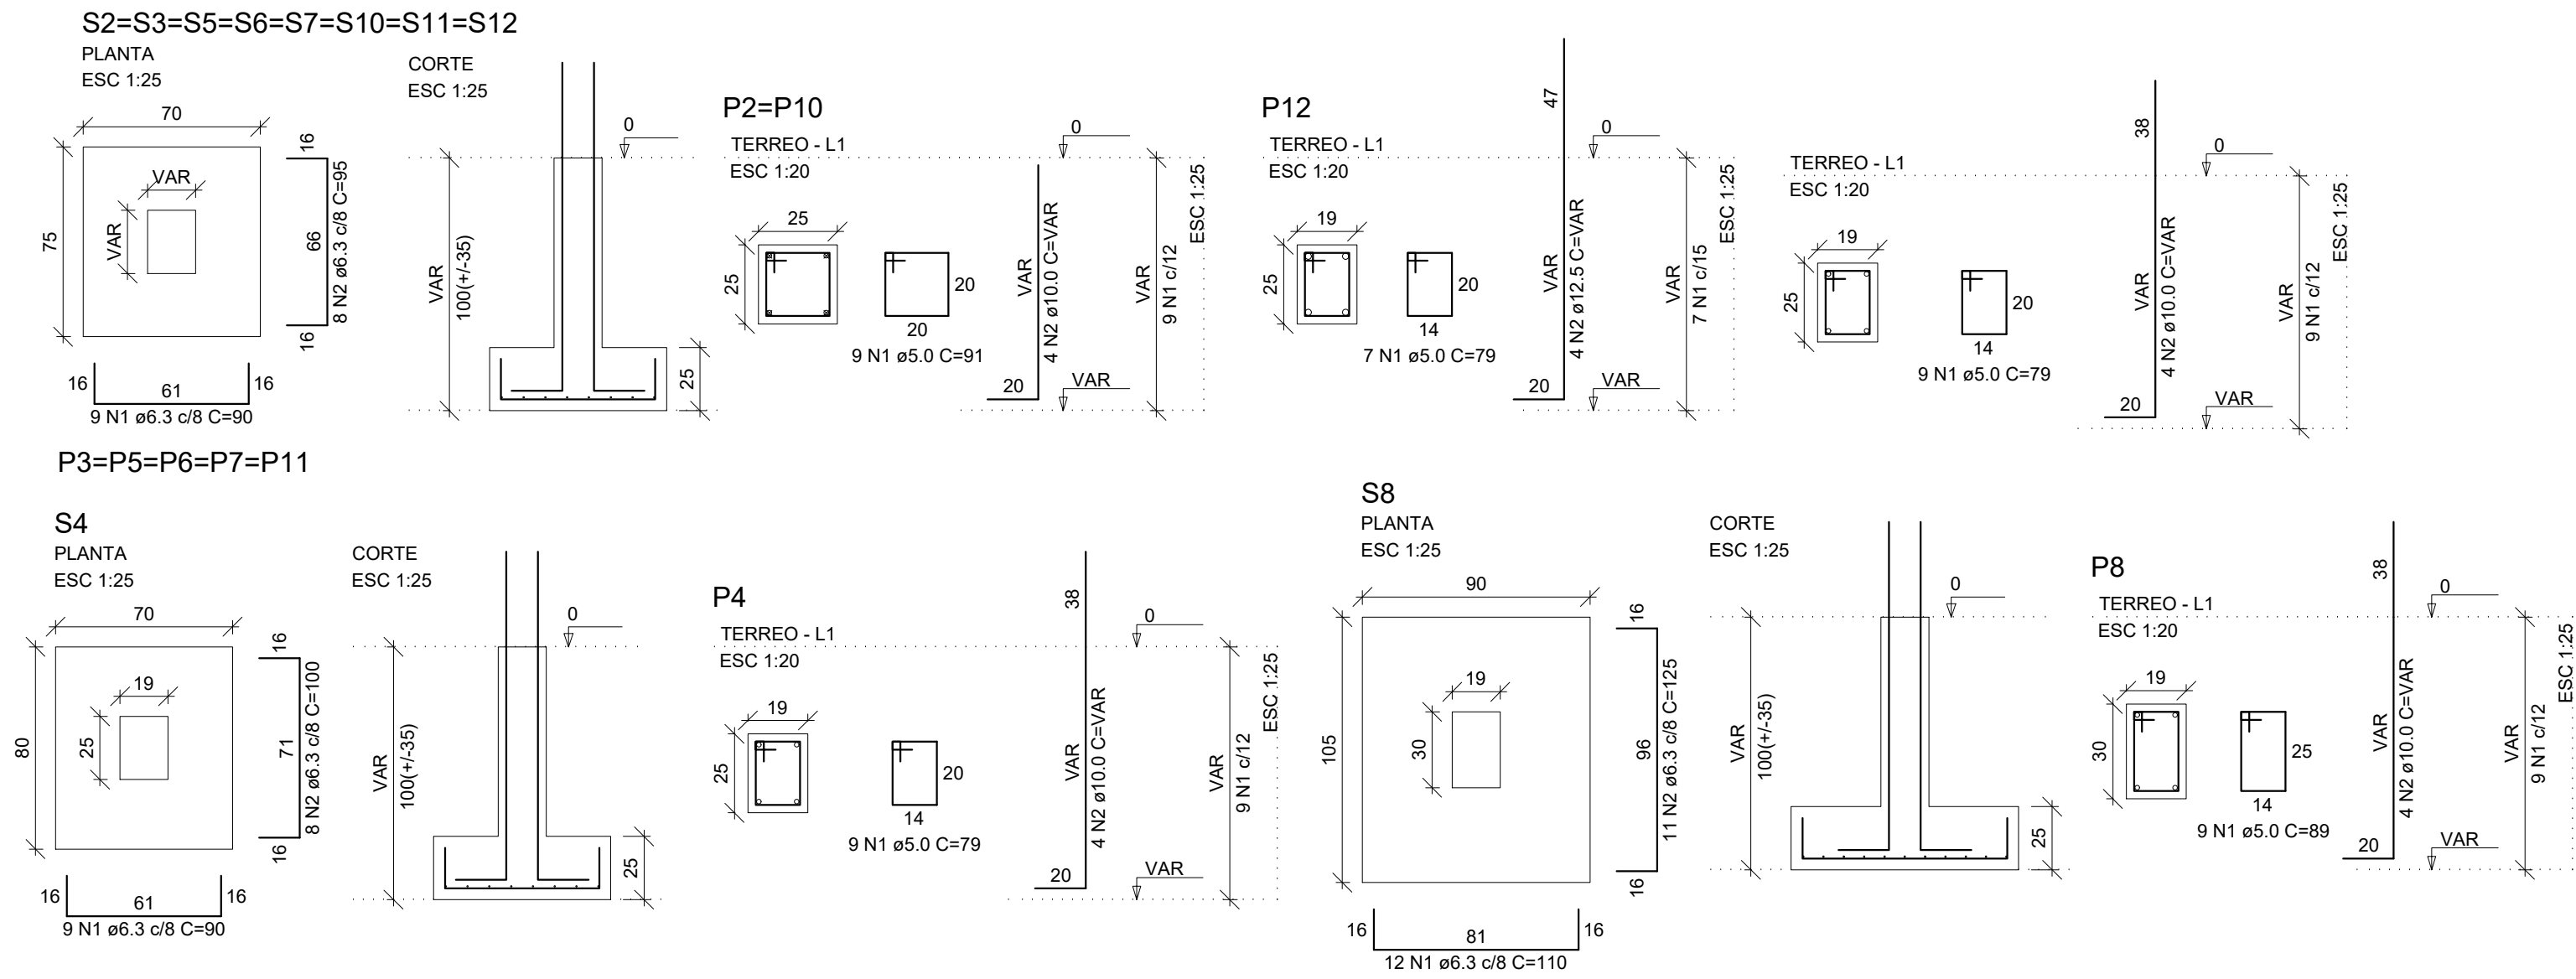 S2=S3=S5=S6=S7=S10=S11=S12
PLANTA
ESC 1:25
70
75
VAR
VAR
16
66
16
8 N2 ø6.3 c/8 C=95
16
61
16
9 N1 ø6.3 c/8 C=90
CORTE
ESC 1:25
0
VAR
100(+/-35)
25
P2=P10
TERREO - L1
ESC 1:20
25
25
20
20
9 N1 ø5.0 C=91
VAR
4 N2 ø10.0 C=VAR
20
0
VAR
VAR
9 N1 c/12
ESC 1:25
P12
TERREO - L1
ESC 1:20
19
25
20
14
7 N1 ø5.0 C=79
47
VAR
4 N2 ø12.5 C=VAR
20
0
VAR
VAR
7 N1 c/15
ESC 1:25
TERREO - L1
ESC 1:20
19
25
20
14
9 N1 ø5.0 C=79
38
VAR
4 N2 ø10.0 C=VAR
20
0
VAR
VAR
9 N1 c/12
ESC 1:25
P3=P5=P6=P7=P11
S4
PLANTA
ESC 1:25
70
80
19
25
16
71
16
8 N2 ø6.3 c/8 C=100
16
61
16
9 N1 ø6.3 c/8 C=90
CORTE
ESC 1:25
0
VAR
100(+/-35)
25
P4
TERREO - L1
ESC 1:20
19
25
20
14
9 N1 ø5.0 C=79
38
VAR
4 N2 ø10.0 C=VAR
20
0
VAR
VAR
9 N1 c/12
ESC 1:25
S8
PLANTA
ESC 1:25
90
105
19
30
16
96
16
11 N2 ø6.3 c/8 C=125
16
81
16
12 N1 ø6.3 c/8 C=110
CORTE
ESC 1:25
0
VAR
100(+/-35)
25
P8
TERREO - L1
ESC 1:20
19
30
25
14
9 N1 ø5.0 C=89
38
VAR
4 N2 ø10.0 C=VAR
20
0
VAR
VAR
9 N1 c/12
ESC 1:25